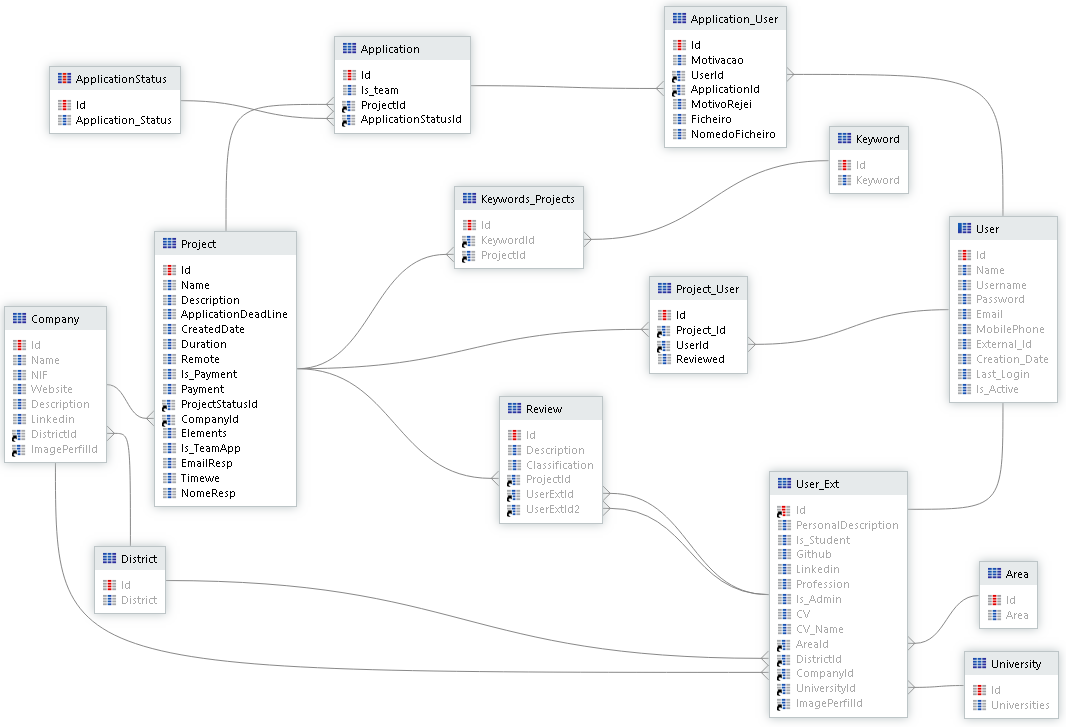 ApplicationStatus
Id
Application_Status
Application
Id
Is_team
ProjectId
ApplicationStatusId
Application_User
Id
Motivacao
UserId
ApplicationId
MotivoRejei
Ficheiro
NomedoFicheiro
Keyword
Id
Keyword
Keywords_Projects
Id
KeywordId
ProjectId
Project
Id
Name
Description
ApplicationDeadLine
CreatedDate
Duration
Remote
Is_Payment
Payment
ProjectStatusId
CompanyId
Elements
Is_TeamApp
EmailResp
Timewe
NomeResp
Project_User
Id
Project_Id
UserId
Reviewed
User
Id
Name
Username
Password
Email
MobilePhone
External_Id
Creation_Date
Last_Login
Is_Active
Company
Id
Name
NIF
Website
Description
Linkedin
DistrictId
ImagePerfilId
Review
Id
Description
Classification
ProjectId
UserExtId
UserExtId2
User_Ext
Id
PersonalDescription
Is_Student
Github
Linkedin
Profession
Is_Admin
CV
CV_Name
AreaId
DistrictId
CompanyId
UniversityId
ImagePerfilId
District
Id
District
Area
Id
Area
University
Id
Universities